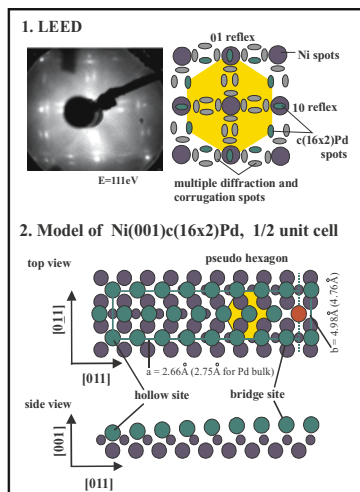 1. LEED
01 reflex
Ni spots
10 reflex
c(16x2)Pd
spots
E=111eV
multiple diffraction and
corrugation spots
2. Model of Ni(001)c(16x2)Pd, 1/2 unit cell
top view
pseudo hexagon
[01̅1]
b = 4.98Å (4.76Å)
a = 2.66Å (2.75Å for Pd bulk)
[011]
hollow site
bridge site
side view
[001]
[011]